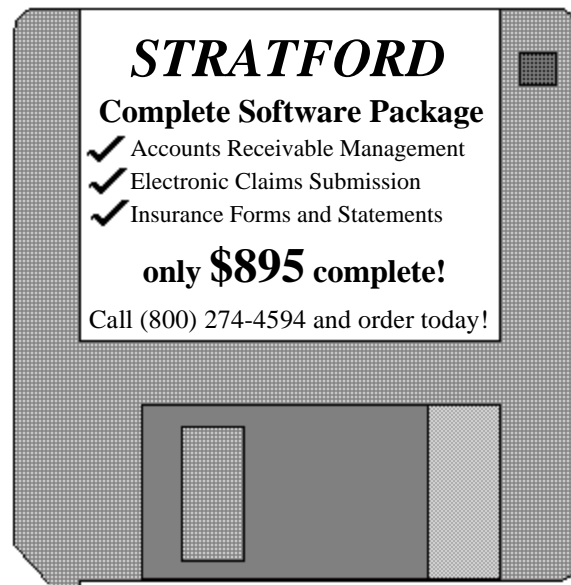 STRATFORD
Complete Software Package
Accounts Receivable Management
Electronic Claims Submission
Insurance Forms and Statements
only $895 complete!
Call (800) 274-4594 and order today!